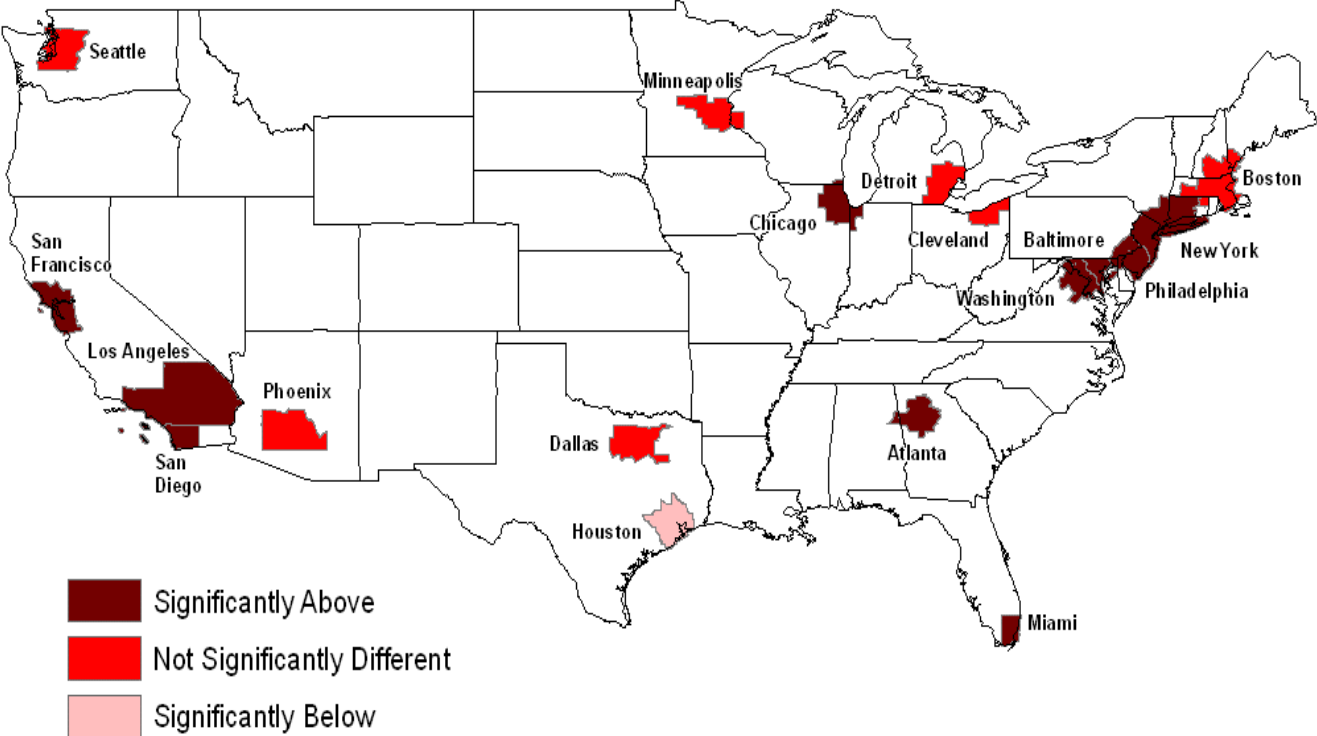 Seattle
Minneapolis
Detroit
Boston
Chicago
Cleveland
Baltimore
New York
San
Francisco
Washington
Philadelphia
Los Angeles
Phoenix
Dallas
Atlanta
San
Diego
Houston
Miami
Significantly Above
Not Significantly Different
Significantly Below